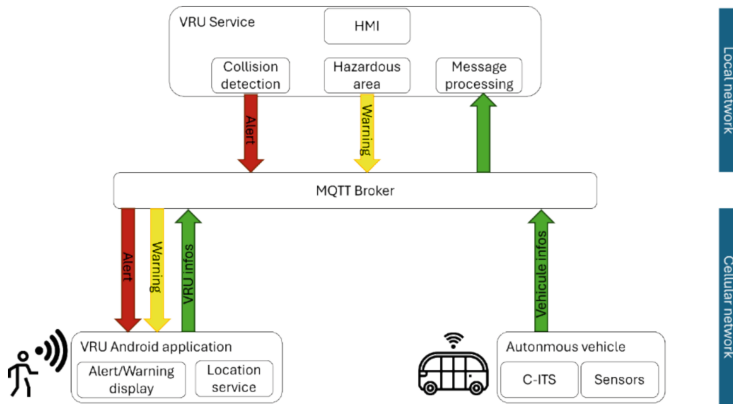 VRU Service
HMI
Collision
detection
Hazardous
area
Message
processing
Local network
Alert
Warning
MQTT Broker
Alert
Warning
VRU infos
Vehicule infos
Cellular network
VRU Android application
Alert/Warning
display
Location
service
Autonmous vehicle
C-ITS
Sensors